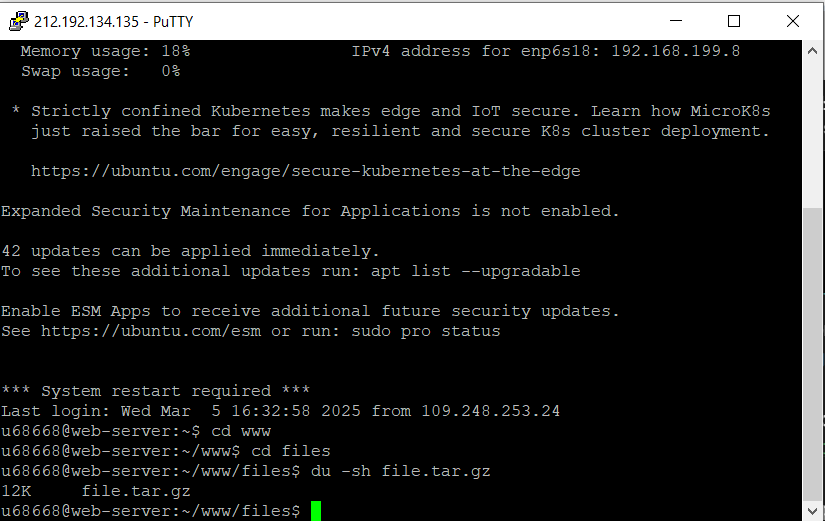 212.192.134.135 - PuTTY
Memory usage: 18%                IPv4 address for enp6s18: 192.168.199.8
Swap usage:   0%
* Strictly confined Kubernetes makes edge and IoT secure. Learn how MicroK8s
just raised the bar for easy, resilient and secure K8s cluster deployment.
https://ubuntu.com/engage/secure-kubernetes-at-the-edge
Expanded Security Maintenance for Applications is not enabled.
42 updates can be applied immediately.
To see these additional updates run: apt list --upgradable
Enable ESM Apps to receive additional future security updates.
See https://ubuntu.com/esm or run: sudo pro status
*** System restart required ***
Last login: Wed Mar  5 16:32:58 2025 from 109.248.253.24
u68668@web-server:~$ cd www
u68668@web-server:~/www$ cd files
u68668@web-server:~/www/files$ du -sh file.tar.gz
12K     file.tar.gz
u68668@web-server:~/www/files$